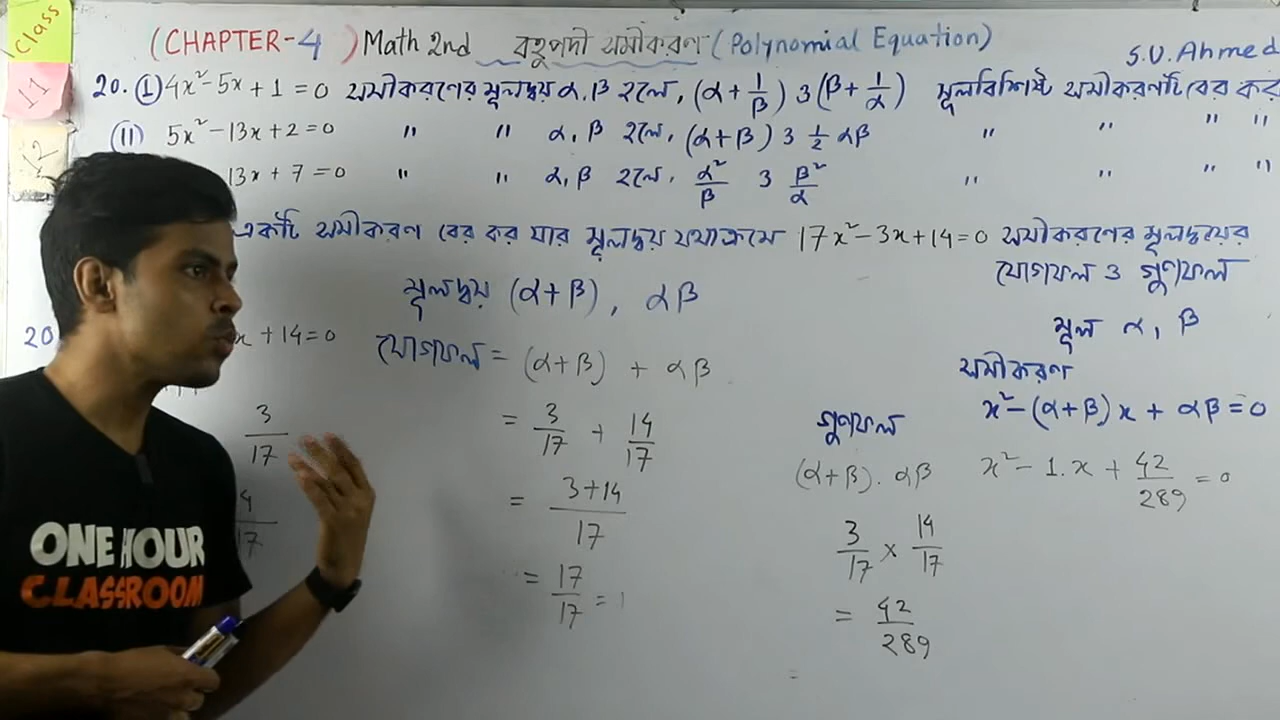 Class
11
12
(CHAPTER-4) Math 2nd বহুপদী সমীকরণ (Polynomial Equation)
S.U.Ahmed
20. (i) 4x² - 5x + 1 = 0 সমীকরণের মূলদ্বয় α, β হলে, (α + 1/β) ও (β + 1/α) মূলবিশিষ্ট সমীকরণটি বের কর
(ii) 5x² - 13x + 2 = 0 " " α, β হলে, (α + β) ও 1/2 αβ " " " "
13x + 7 = 0 " " α, β হলে, α²/β ও β²/α " " " "
একটি সমীকরণ বের কর যার মূলদ্বয় যথাক্রমে 17x² - 3x + 14 = 0 সমীকরণের মূলদ্বয়ের
যোগফল ও গুণফল
মূলদ্বয় (α + β), αβ
20
x + 14 = 0
3/17
4/17
যোগফল = (α + β) + αβ
= 3/17 + 14/17
= (3 + 14)/17
= 17/17 = 1
গুণফল
(α + β) . αβ
3/17 × 14/17
= 42/289
মূল α, β
সমীকরণ
x² - (α + β) x + αβ = 0
x² - 1.x + 42/289 = 0
ONE HOUR
CLASSROOM